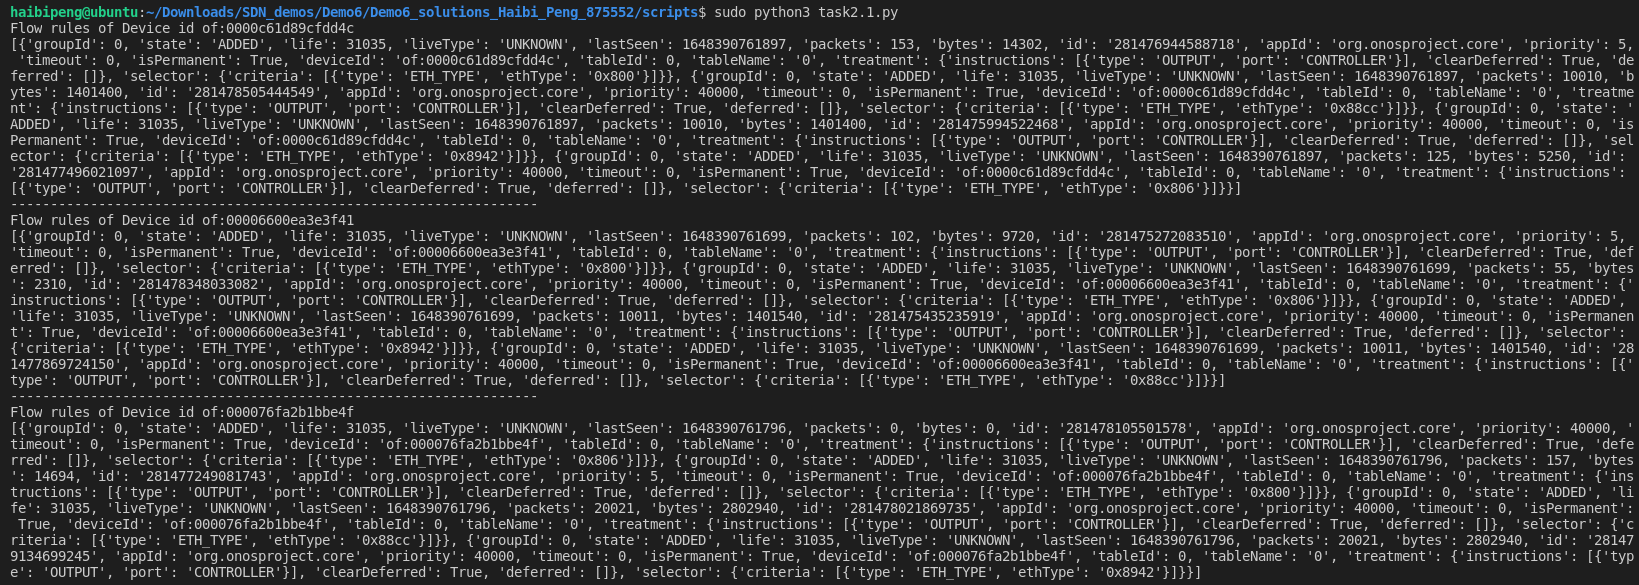 haibipeng@ubuntu:~/Downloads/SDN_demos/Demo6/Demo6_solutions_Haibi_Peng_875552/scripts$ sudo python3 task2.1.py
Flow rules of Device id of:0000c61d89cfdd4c
[{'groupId': 0, 'state': 'ADDED', 'life': 31035, 'liveType': 'UNKNOWN', 'lastSeen': 1648390761897, 'packets': 153, 'bytes': 14302, 'id': '281476944588718', 'appId': 'org.onosproject.core', 'priority': 5,
 'timeout': 0, 'isPermanent': True, 'deviceId': 'of:0000c61d89cfdd4c', 'tableId': 0, 'tableName': '0', 'treatment': {'instructions': [{'type': 'OUTPUT', 'port': 'CONTROLLER'}], 'clearDeferred': True, 'de
ferred': []}, 'selector': {'criteria': [{'type': 'ETH_TYPE', 'ethType': '0x800'}]}}, {'groupId': 0, 'state': 'ADDED', 'life': 31035, 'liveType': 'UNKNOWN', 'lastSeen': 1648390761897, 'packets': 10010, 'b
ytes': 1401400, 'id': '281478505444549', 'appId': 'org.onosproject.core', 'priority': 40000, 'timeout': 0, 'isPermanent': True, 'deviceId': 'of:0000c61d89cfdd4c', 'tableId': 0, 'tableName': '0', 'treatme
nt': {'instructions': [{'type': 'OUTPUT', 'port': 'CONTROLLER'}], 'clearDeferred': True, 'deferred': []}, 'selector': {'criteria': [{'type': 'ETH_TYPE', 'ethType': '0x88cc'}]}}, {'groupId': 0, 'state': '
ADDED', 'life': 31035, 'liveType': 'UNKNOWN', 'lastSeen': 1648390761897, 'packets': 10010, 'bytes': 1401400, 'id': '281475994522468', 'appId': 'org.onosproject.core', 'priority': 40000, 'timeout': 0, 'is
Permanent': True, 'deviceId': 'of:0000c61d89cfdd4c', 'tableId': 0, 'tableName': '0', 'treatment': {'instructions': [{'type': 'OUTPUT', 'port': 'CONTROLLER'}], 'clearDeferred': True, 'deferred': []}, 'sel
ector': {'criteria': [{'type': 'ETH_TYPE', 'ethType': '0x8942'}]}}, {'groupId': 0, 'state': 'ADDED', 'life': 31035, 'liveType': 'UNKNOWN', 'lastSeen': 1648390761897, 'packets': 125, 'bytes': 5250, 'id':
'281477496021097', 'appId': 'org.onosproject.core', 'priority': 40000, 'timeout': 0, 'isPermanent': True, 'deviceId': 'of:0000c61d89cfdd4c', 'tableId': 0, 'tableName': '0', 'treatment': {'instructions':
[{'type': 'OUTPUT', 'port': 'CONTROLLER'}], 'clearDeferred': True, 'deferred': []}, 'selector': {'criteria': [{'type': 'ETH_TYPE', 'ethType': '0x806'}]}}]
------------------------------------------------------------------
Flow rules of Device id of:00006600ea3e3f41
[{'groupId': 0, 'state': 'ADDED', 'life': 31035, 'liveType': 'UNKNOWN', 'lastSeen': 1648390761699, 'packets': 102, 'bytes': 9720, 'id': '281475272083510', 'appId': 'org.onosproject.core', 'priority': 5,
'timeout': 0, 'isPermanent': True, 'deviceId': 'of:00006600ea3e3f41', 'tableId': 0, 'tableName': '0', 'treatment': {'instructions': [{'type': 'OUTPUT', 'port': 'CONTROLLER'}], 'clearDeferred': True, 'def
erred': []}, 'selector': {'criteria': [{'type': 'ETH_TYPE', 'ethType': '0x800'}]}}, {'groupId': 0, 'state': 'ADDED', 'life': 31035, 'liveType': 'UNKNOWN', 'lastSeen': 1648390761699, 'packets': 55, 'bytes
': 2310, 'id': '281478348033082', 'appId': 'org.onosproject.core', 'priority': 40000, 'timeout': 0, 'isPermanent': True, 'deviceId': 'of:00006600ea3e3f41', 'tableId': 0, 'tableName': '0', 'treatment': {'
instructions': [{'type': 'OUTPUT', 'port': 'CONTROLLER'}], 'clearDeferred': True, 'deferred': []}, 'selector': {'criteria': [{'type': 'ETH_TYPE', 'ethType': '0x806'}]}}, {'groupId': 0, 'state': 'ADDED',
'life': 31035, 'liveType': 'UNKNOWN', 'lastSeen': 1648390761699, 'packets': 10011, 'bytes': 1401540, 'id': '281475435235919', 'appId': 'org.onosproject.core', 'priority': 40000, 'timeout': 0, 'isPermanen
t': True, 'deviceId': 'of:00006600ea3e3f41', 'tableId': 0, 'tableName': '0', 'treatment': {'instructions': [{'type': 'OUTPUT', 'port': 'CONTROLLER'}], 'clearDeferred': True, 'deferred': []}, 'selector':
{'criteria': [{'type': 'ETH_TYPE', 'ethType': '0x8942'}]}}, {'groupId': 0, 'state': 'ADDED', 'life': 31035, 'liveType': 'UNKNOWN', 'lastSeen': 1648390761699, 'packets': 10011, 'bytes': 1401540, 'id': '28
1477869724150', 'appId': 'org.onosproject.core', 'priority': 40000, 'timeout': 0, 'isPermanent': True, 'deviceId': 'of:00006600ea3e3f41', 'tableId': 0, 'tableName': '0', 'treatment': {'instructions': [{'
type': 'OUTPUT', 'port': 'CONTROLLER'}], 'clearDeferred': True, 'deferred': []}, 'selector': {'criteria': [{'type': 'ETH_TYPE', 'ethType': '0x88cc'}]}}]
------------------------------------------------------------------
Flow rules of Device id of:000076fa2b1bbe4f
[{'groupId': 0, 'state': 'ADDED', 'life': 31035, 'liveType': 'UNKNOWN', 'lastSeen': 1648390761796, 'packets': 0, 'bytes': 0, 'id': '281478105501578', 'appId': 'org.onosproject.core', 'priority': 40000, '
timeout': 0, 'isPermanent': True, 'deviceId': 'of:000076fa2b1bbe4f', 'tableId': 0, 'tableName': '0', 'treatment': {'instructions': [{'type': 'OUTPUT', 'port': 'CONTROLLER'}], 'clearDeferred': True, 'defe
rred': []}, 'selector': {'criteria': [{'type': 'ETH_TYPE', 'ethType': '0x806'}]}}, {'groupId': 0, 'state': 'ADDED', 'life': 31035, 'liveType': 'UNKNOWN', 'lastSeen': 1648390761796, 'packets': 157, 'bytes
': 14694, 'id': '281477249081743', 'appId': 'org.onosproject.core', 'priority': 5, 'timeout': 0, 'isPermanent': True, 'deviceId': 'of:000076fa2b1bbe4f', 'tableId': 0, 'tableName': '0', 'treatment': {'ins
tructions': [{'type': 'OUTPUT', 'port': 'CONTROLLER'}], 'clearDeferred': True, 'deferred': []}, 'selector': {'criteria': [{'type': 'ETH_TYPE', 'ethType': '0x800'}]}}, {'groupId': 0, 'state': 'ADDED', 'li
fe': 31035, 'liveType': 'UNKNOWN', 'lastSeen': 1648390761796, 'packets': 20021, 'bytes': 2802940, 'id': '281478021869735', 'appId': 'org.onosproject.core', 'priority': 40000, 'timeout': 0, 'isPermanent':
 True, 'deviceId': 'of:000076fa2b1bbe4f', 'tableId': 0, 'tableName': '0', 'treatment': {'instructions': [{'type': 'OUTPUT', 'port': 'CONTROLLER'}], 'clearDeferred': True, 'deferred': []}, 'selector': {'c
riteria': [{'type': 'ETH_TYPE', 'ethType': '0x88cc'}]}}, {'groupId': 0, 'state': 'ADDED', 'life': 31035, 'liveType': 'UNKNOWN', 'lastSeen': 1648390761796, 'packets': 20021, 'bytes': 2802940, 'id': '28147
9134699245', 'appId': 'org.onosproject.core', 'priority': 40000, 'timeout': 0, 'isPermanent': True, 'deviceId': 'of:000076fa2b1bbe4f', 'tableId': 0, 'tableName': '0', 'treatment': {'instructions': [{'typ
e': 'OUTPUT', 'port': 'CONTROLLER'}], 'clearDeferred': True, 'deferred': []}, 'selector': {'criteria': [{'type': 'ETH_TYPE', 'ethType': '0x8942'}]}}]